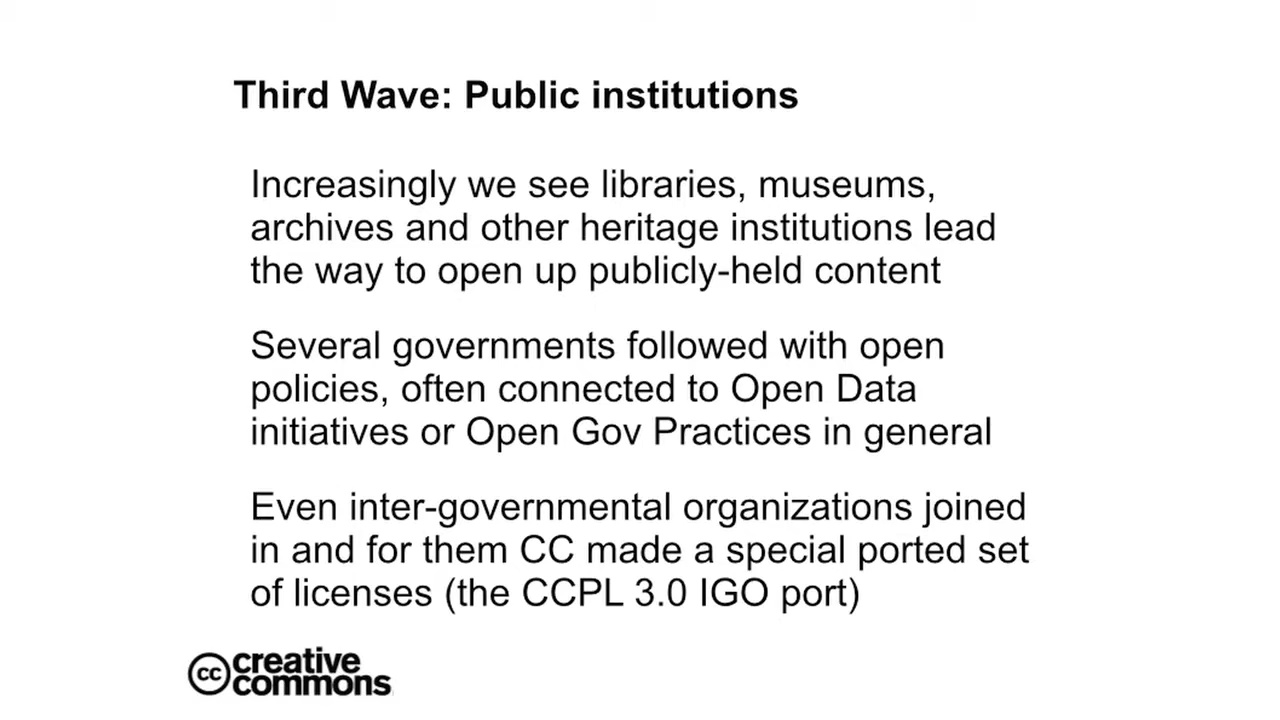 Third Wave: Public institutions
Increasingly we see libraries, museums,
archives and other heritage institutions lead
the way to open up publicly-held content
Several governments followed with open
policies, often connected to Open Data
initiatives or Open Gov Practices in general
Even inter-governmental organizations joined
in and for them CC made a special ported set
of licenses (the CCPL 3.0 IGO port)
cc creative
commons